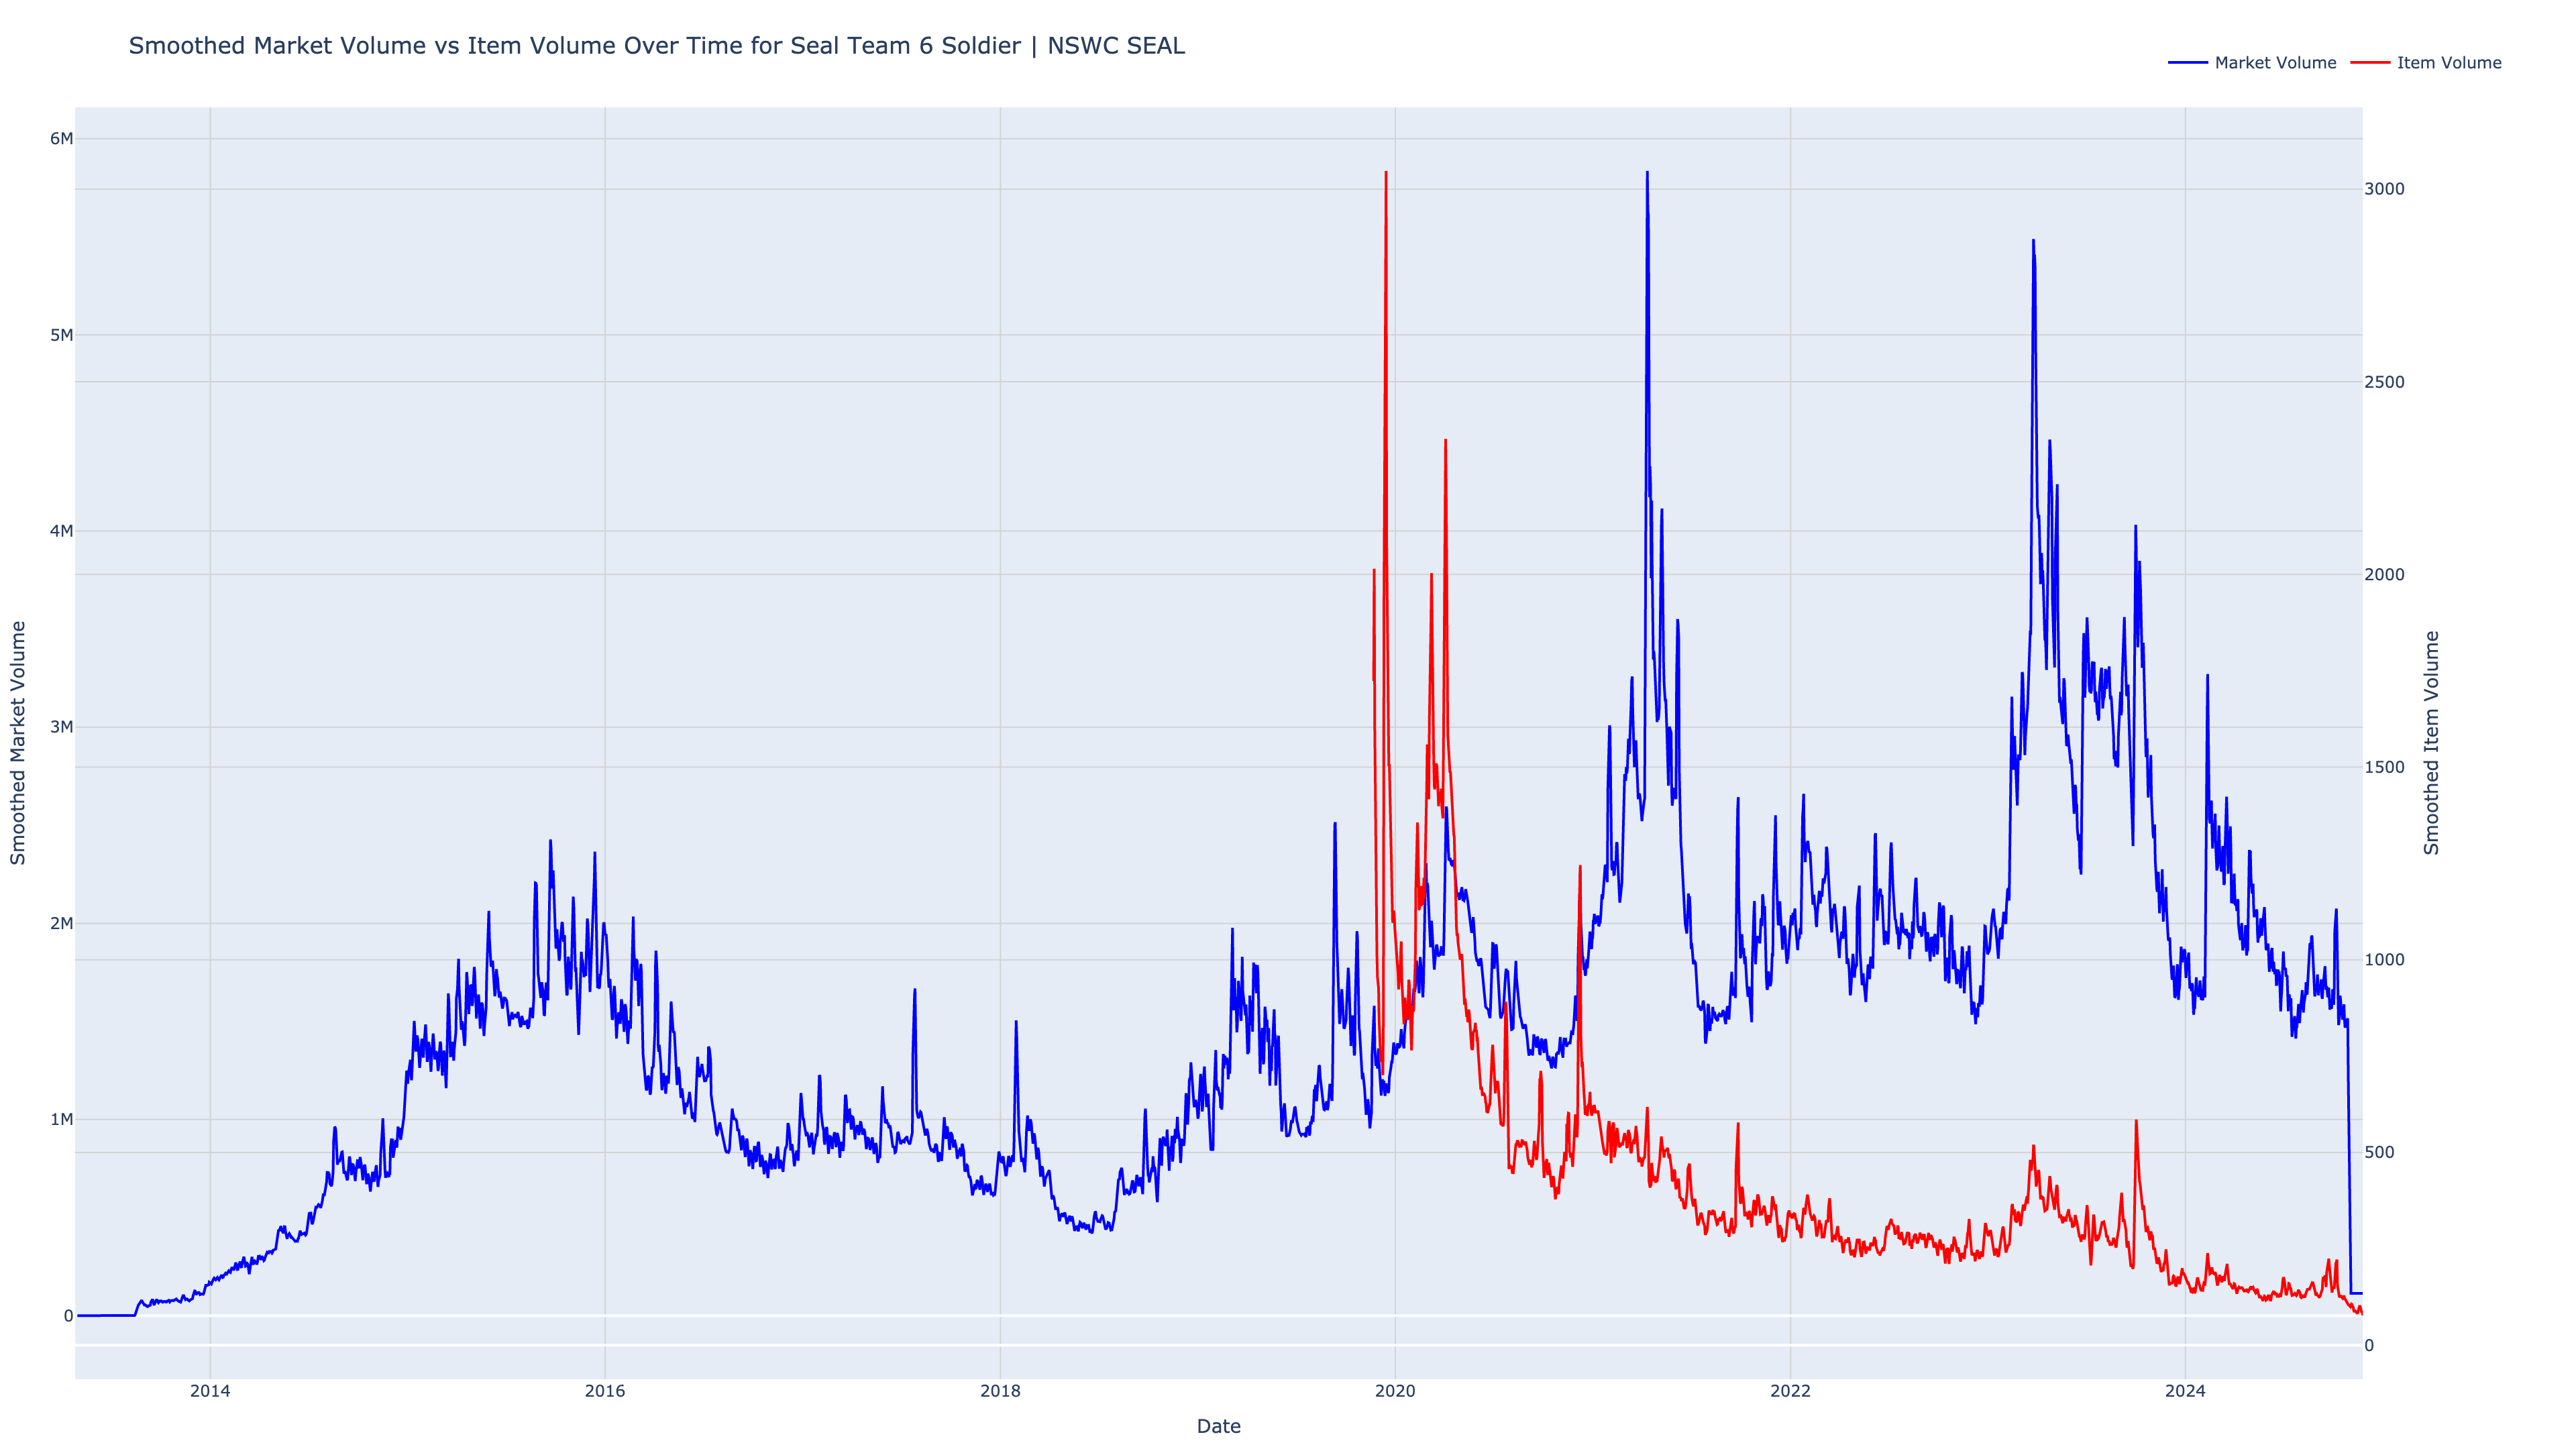 Smoothed Market Volume vs Item Volume Over Time for Seal Team 6 Soldier | NSWC SEAL
Market Volume
Item Volume
6M
5M
4M
3M
2M
1M
0
Smoothed Market Volume
3000
2500
2000
1500
1000
500
0
Smoothed Item Volume
2014
2016
2018
2020
2022
2024
Date